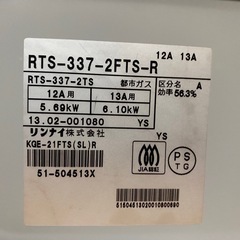 12A 13A
RTS-337-2FTS-R
RTS-337-2TS 都市ガス 区分名 A
12A用 13A用 効率56.3%
5.69kW 6.10kW
13.02-001080 YS
リンナイ株式会社
KGE-21FTS(SL)R
JIA認証
PS
TG
51-504513X YS
5150451302001080690